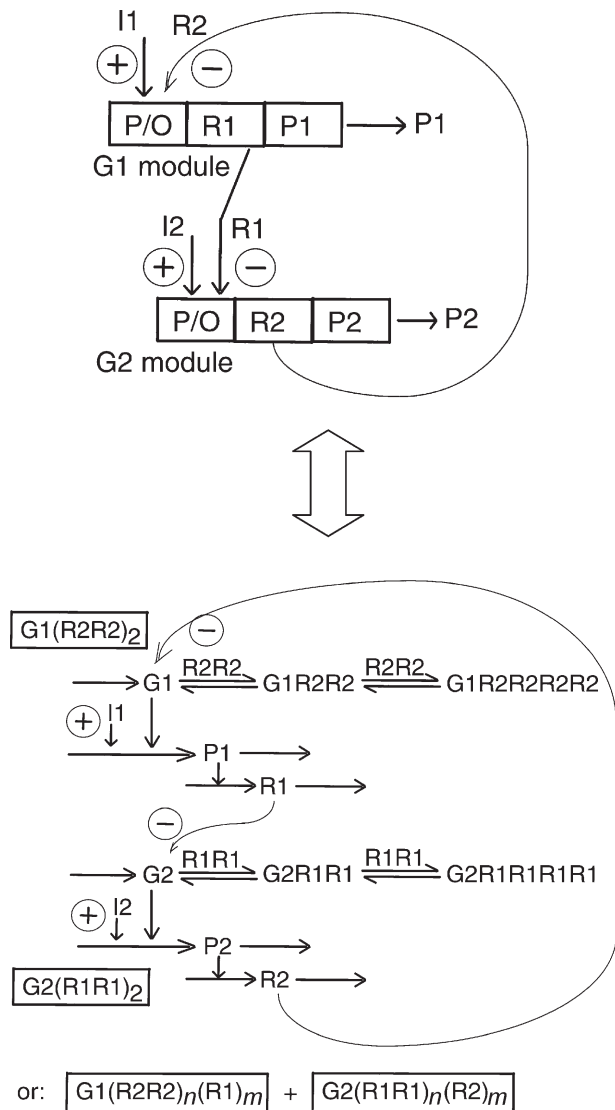 I1 R2
+ −
P/O R1 P1 P1
G1 module
I2 R1
+ −
P/O R2 P2 P2
G2 module
G1(R2R2)2
−
G1 R2R2 G1R2R2 R2R2 G1R2R2R2R2
+ I1
P1
R1
−
G2 R1R1 G2R1R1 R1R1 G2R1R1R1R1
+ I2
P2
G2(R1R1)2 R2
or: G1(R2R2)n(R1)m + G2(R1R1)n(R2)m